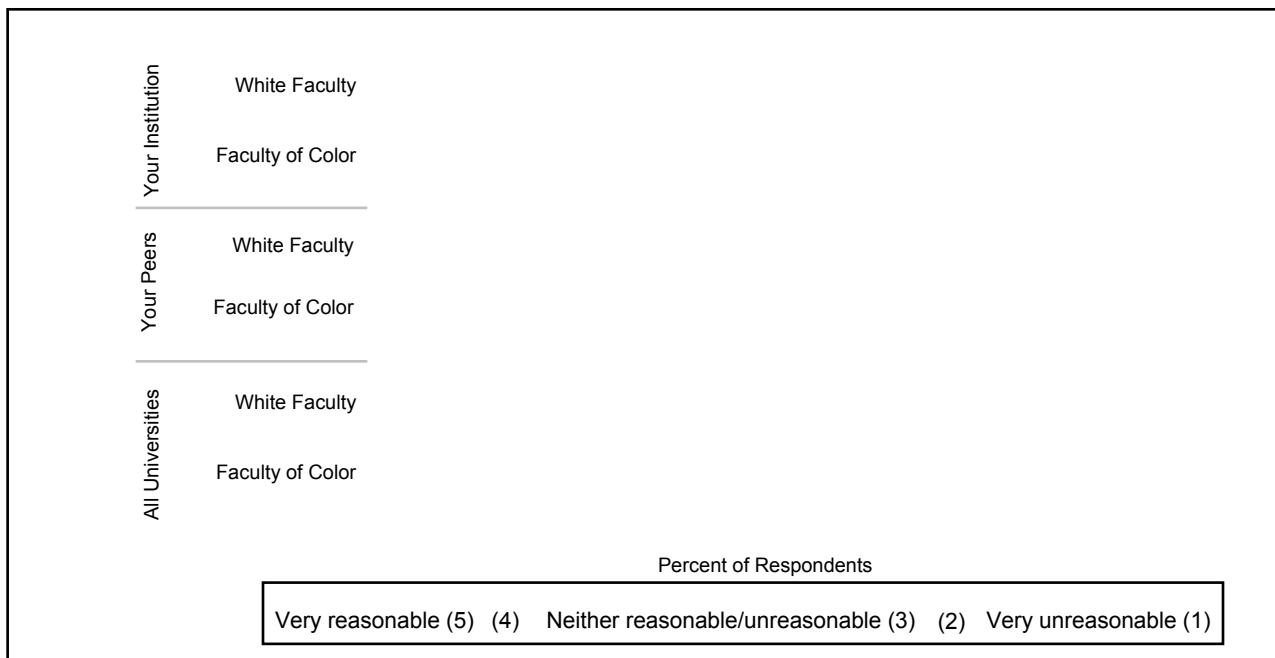 Your Institution
White Faculty
Faculty of Color
Your Peers
White Faculty
Faculty of Color
All Universities
White Faculty
Faculty of Color
Percent of Respondents
Very reasonable (5) (4) Neither reasonable/unreasonable (3) (2) Very unreasonable (1)